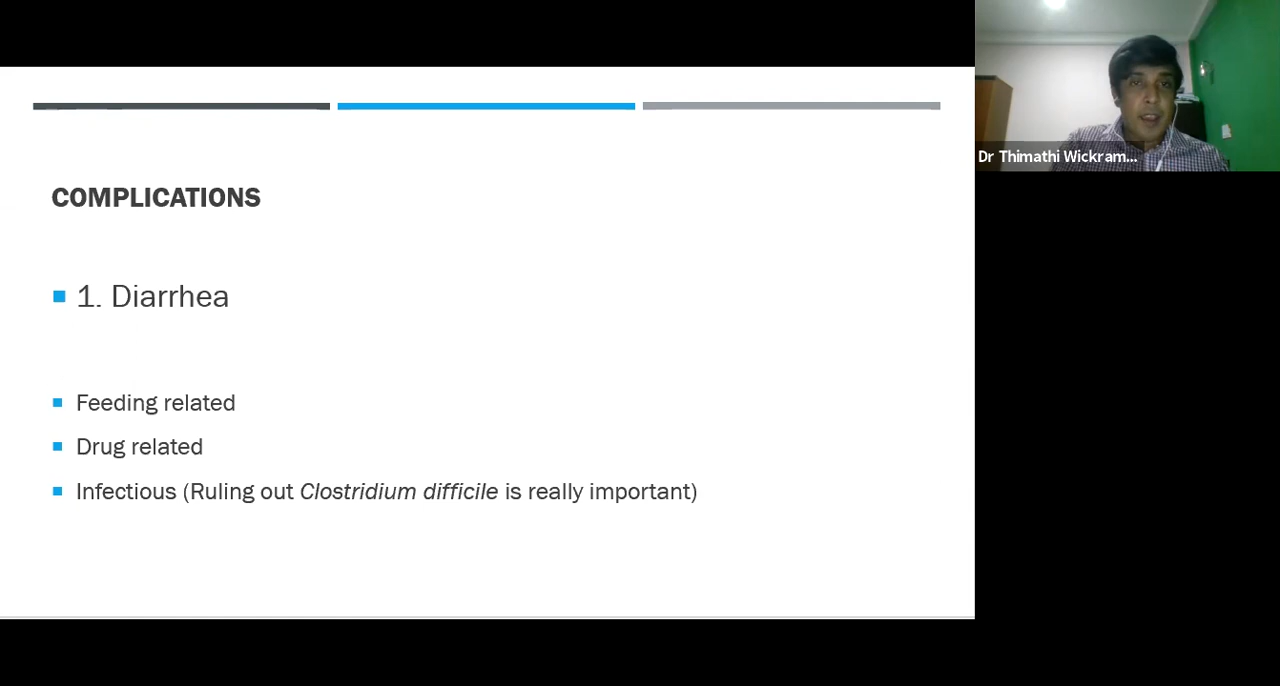 COMPLICATIONS
1. Diarrhea
Feeding related
Drug related
Infectious (Ruling out Clostridium difficile is really important)
Dr Thimathi Wickram...